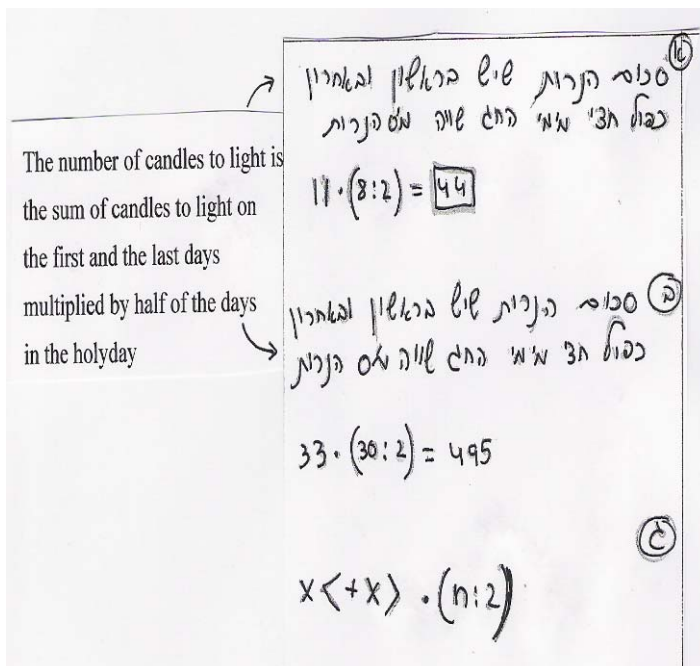 The number of candles to light is
the sum of candles to light on
the first and the last days
multiplied by half of the days
in the holyday
א
סכום הנרות שיש בראשון ובאחרון
כפול חצי מימי החג שווה מס הנרות
11·(8:2) = 44
ב
סכום הנרות שיש בראשון ובאחרון
כפול חצי מימי החג שווה מס הנרות
33·(30:2) = 495
ג
x<+x> ·(n:2)